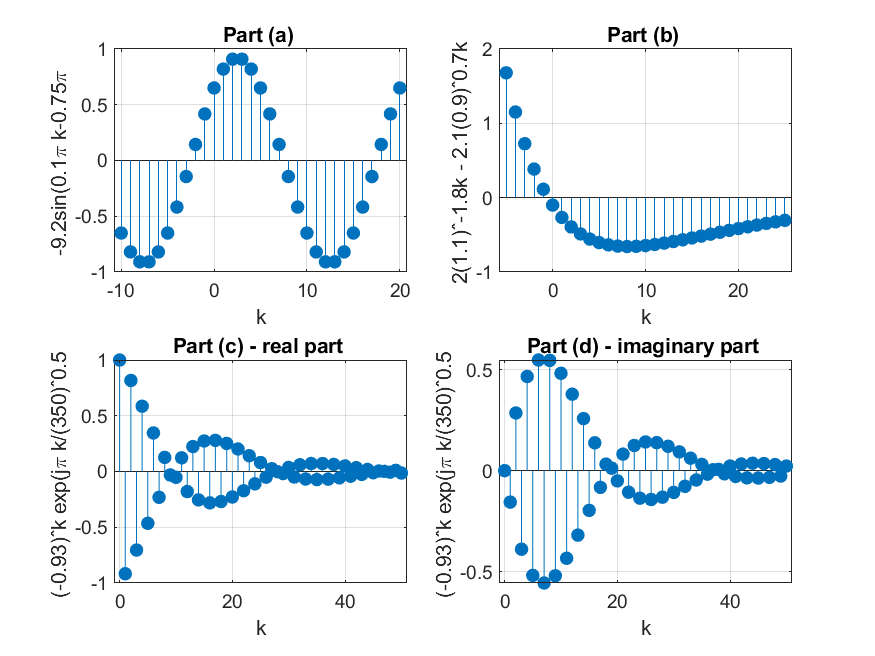 Part (a)
-9.2sin(0.1π k-0.75π
1
0.5
0
-0.5
-1
-10
0
10
20
k
Part (b)
2(1.1)^-1.8k - 2.1(0.9)^0.7k
2
1
0
-1
0
10
20
k
Part (c) - real part
(-0.93)^k exp(jπ k/(350)^0.5
1
0.5
0
-0.5
-1
0
20
40
k
Part (d) - imaginary part
(-0.93)^k exp(jπ k/(350)^0.5
0.5
0
-0.5
0
20
40
k